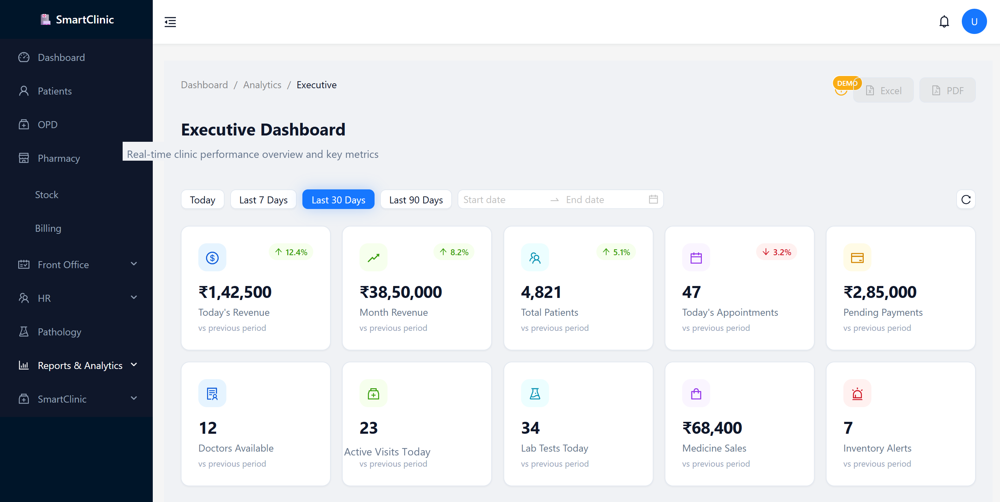 SmartClinic
Dashboard
Patients
OPD
Pharmacy
Stock
Billing
Front Office
HR
Pathology
Reports & Analytics
SmartClinic
U
Dashboard / Analytics / Executive
DEMO
Excel
PDF
Executive Dashboard
Real-time clinic performance overview and key metrics
Today
Last 7 Days
Last 30 Days
Last 90 Days
Start date
End date
12.4%
₹1,42,500
Today's Revenue
vs previous period
8.2%
₹38,50,000
Month Revenue
vs previous period
5.1%
4,821
Total Patients
vs previous period
3.2%
47
Today's Appointments
vs previous period
₹2,85,000
Pending Payments
vs previous period
12
Doctors Available
vs previous period
23
Active Visits Today
vs previous period
34
Lab Tests Today
vs previous period
₹68,400
Medicine Sales
vs previous period
7
Inventory Alerts
vs previous period